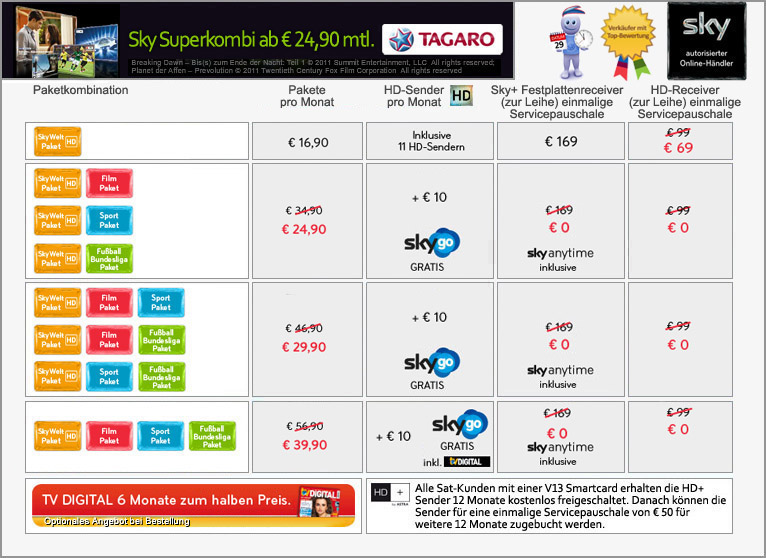 Sky Superkombi ab € 24,90 mtl.
TAGARO
Breaking Dawn – Bis(s) zum Ende der Nacht: Teil 1 © 2011 Summit Entertainment, LLC All rights reserved;
Planet der Affen – Prevolution © 2011 Twentieth Century Fox Film Corporation All rights reserved
29
Verkäufer mit
Top-Bewertung
sky
autorisierter
Online-Händler
Paketkombination
Pakete
pro Monat
HD-Sender
pro Monat
HD
Sky+ Festplattenreceiver
(zur Leihe) einmalige
Servicepauschale
HD-Receiver
(zur Leihe) einmalige
Servicepauschale
Sky Welt
Paket HD
€ 16,90
Inklusive
11 HD-Sendern
€ 169
€ 99
€ 69
Sky Welt
Paket HD
Film
Paket
Sky Welt
Paket HD
Sport
Paket
Sky Welt
Paket HD
Fußball
Bundesliga
Paket
€ 34,90
€ 24,90
+ € 10
sky go
GRATIS
€ 169
€ 0
sky anytime
inklusive
€ 99
€ 0
Sky Welt
Paket HD
Film
Paket
Sport
Paket
Sky Welt
Paket HD
Film
Paket
Fußball
Bundesliga
Paket
Sky Welt
Paket HD
Sport
Paket
Fußball
Bundesliga
Paket
€ 46,90
€ 29,90
+ € 10
sky go
GRATIS
€ 169
€ 0
sky anytime
inklusive
€ 99
€ 0
Sky Welt
Paket HD
Film
Paket
Sport
Paket
Fußball
Bundesliga
Paket
€ 56,90
€ 39,90
+ € 10
sky go
GRATIS
inkl. TV DIGITAL
€ 169
€ 0
sky anytime
inklusive
€ 99
€ 0
TV DIGITAL 6 Monate zum halben Preis.
Optionales Angebot bei Bestellung
DIGITAL
HD +
by ASTRA
Alle Sat-Kunden mit einer V13 Smartcard erhalten die HD+
Sender 12 Monate kostenlos freigeschaltet. Danach können die
Sender für eine einmalige Servicepauschale von € 50 für
weitere 12 Monate zugebucht werden.